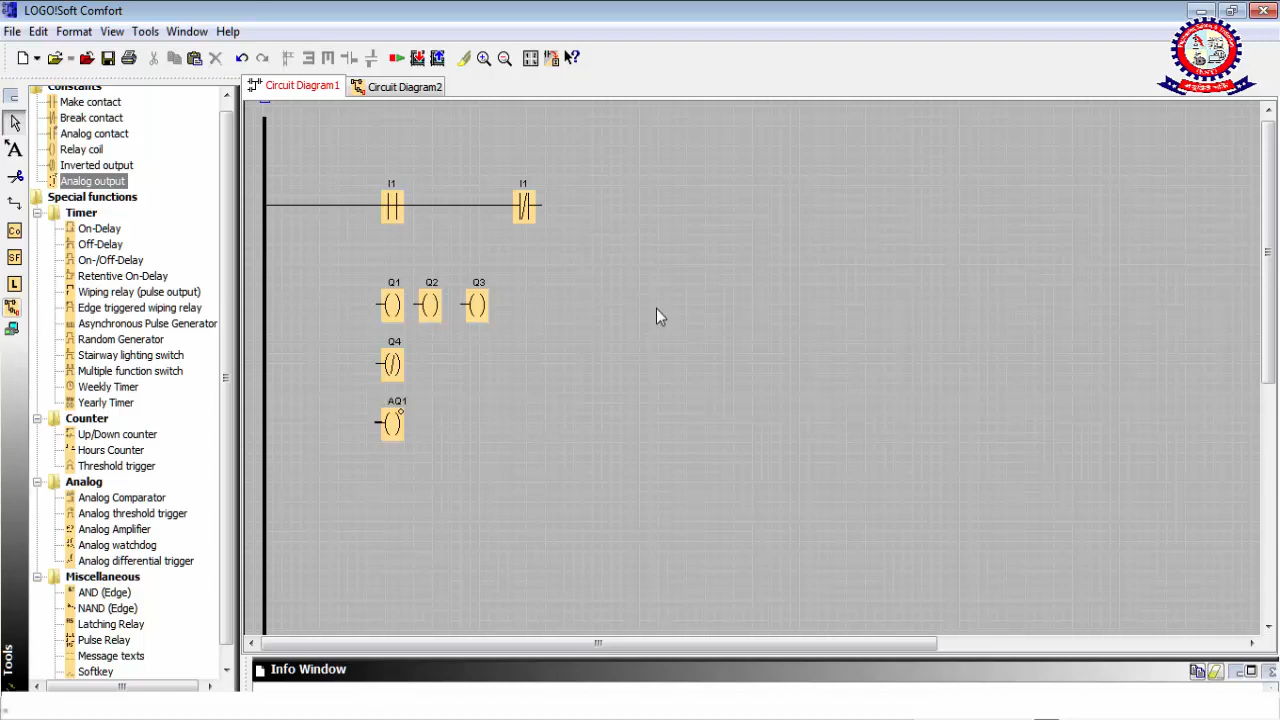 LOGO!Soft Comfort
File Edit Format View Tools Window Help
Circuit Diagram1
Circuit Diagram2
Constants
Make contact
Break contact
Analog contact
Relay coil
Inverted output
Analog output
Special functions
Timer
On-Delay
Off-Delay
On-/Off-Delay
Retentive On-Delay
Wiping relay (pulse output)
Edge triggered wiping relay
Asynchronous Pulse Generator
Random Generator
Stairway lighting switch
Multiple function switch
Weekly Timer
Yearly Timer
Counter
Up/Down counter
Hours Counter
Threshold trigger
Analog
Analog Comparator
Analog threshold trigger
Analog Amplifier
Analog watchdog
Analog differential trigger
Miscellaneous
AND (Edge)
NAND (Edge)
Latching Relay
Pulse Relay
Message texts
Softkey
Co
SF
L
Tools
I1 I1
Q1 Q2 Q3
Q4
AQ1
Info Window